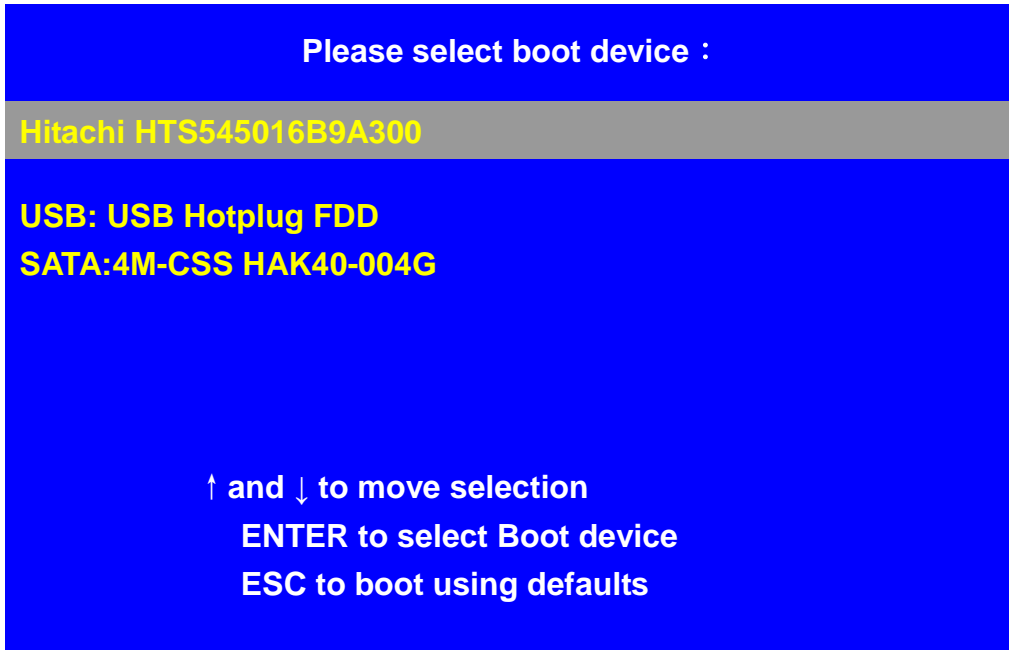 Please select boot device：
Hitachi HTS545016B9A300
USB: USB Hotplug FDD
SATA:4M-CSS HAK40-004G
↑ and ↓ to move selection
ENTER to select Boot device
ESC to boot using defaults